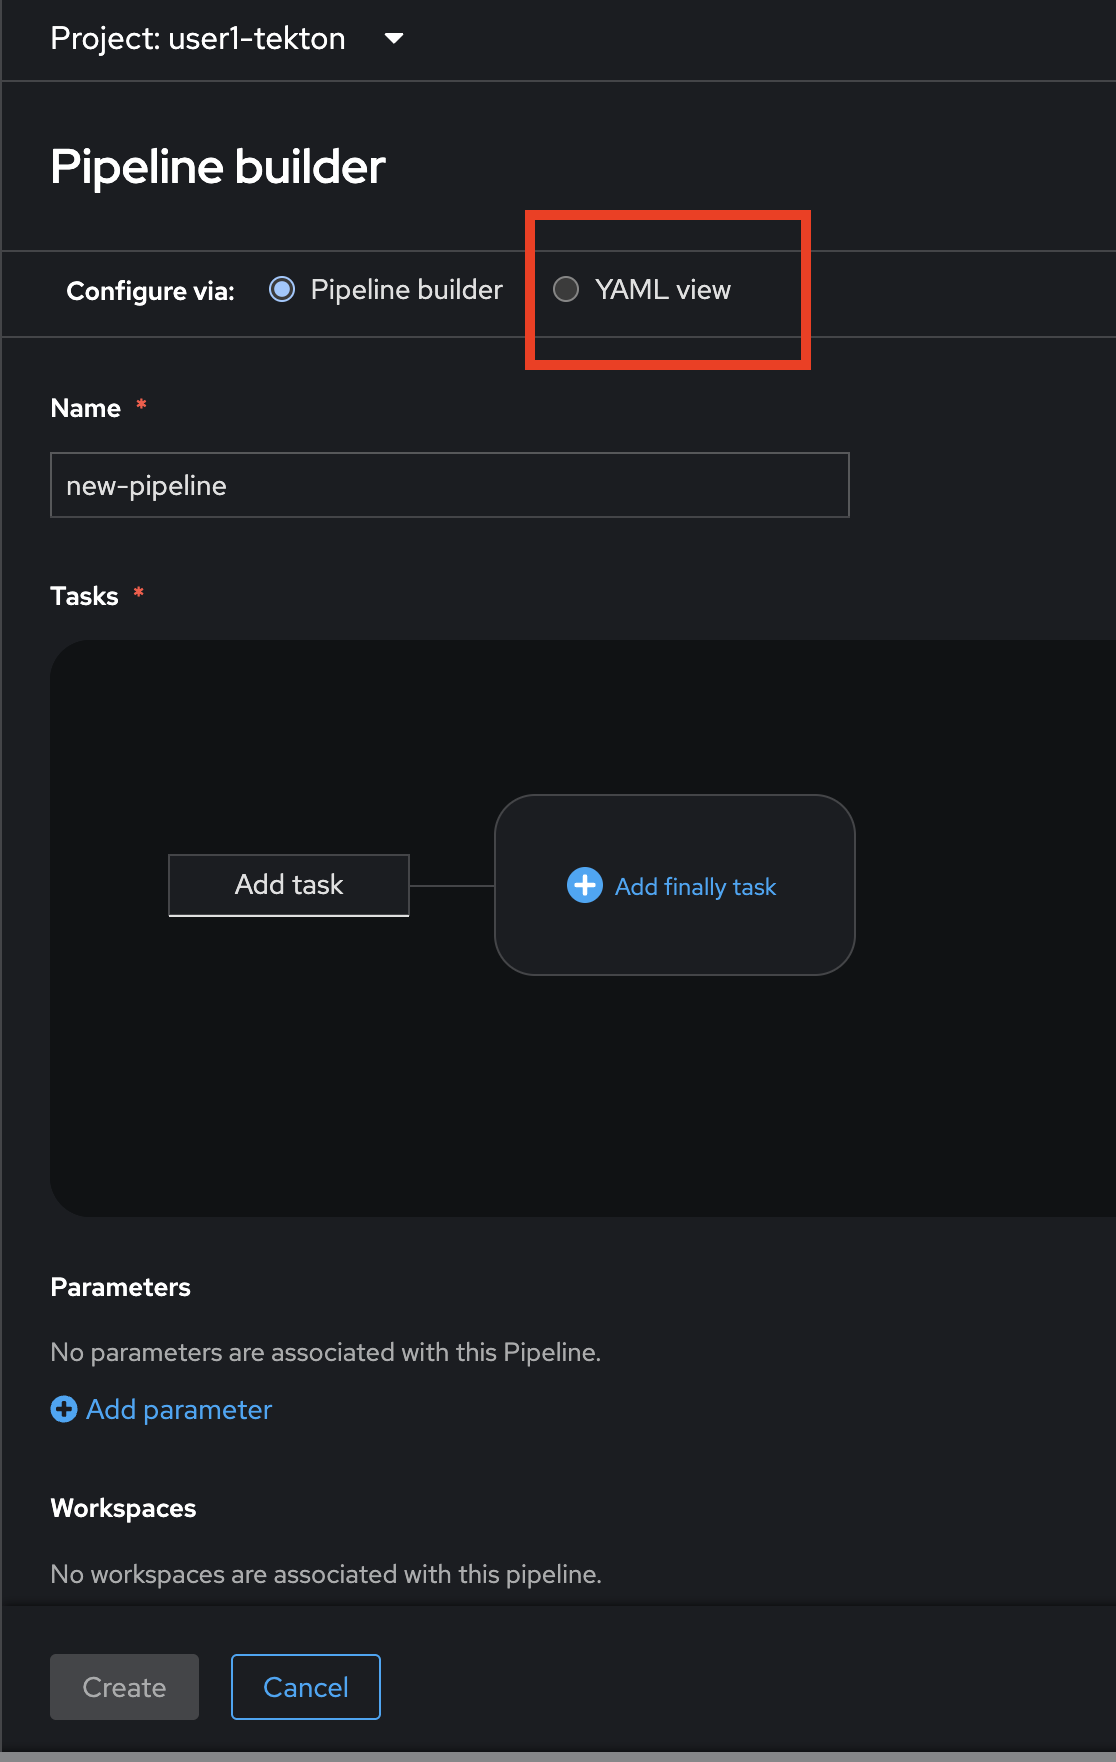 Project: user1-tekton
Pipeline builder
Configure via: Pipeline builder YAML view
Name *
new-pipeline
Tasks *
Add task
Add finally task
Parameters
No parameters are associated with this Pipeline.
Add parameter
Workspaces
No workspaces are associated with this pipeline.
Create Cancel